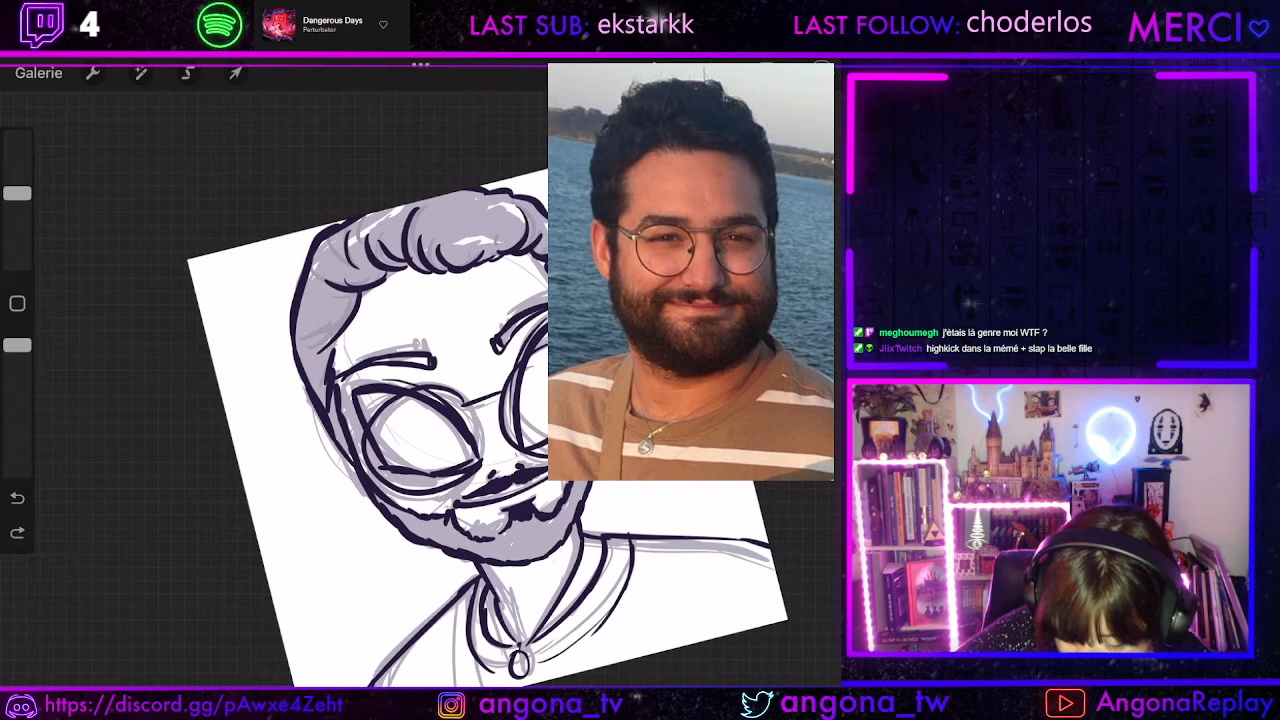 4
Dangerous Days
Perturbator
LAST SUB: ekstarkk
LAST FOLLOW: choderlos
MERCI
Galerie
meghoumegh j'étais là genre moi WTF ?
JiixTwitch highkick dans la mémé + slap la belle fille
https://discord.gg/pAwxe4Zeht
angona_tv
angona_tw
AngonaReplay